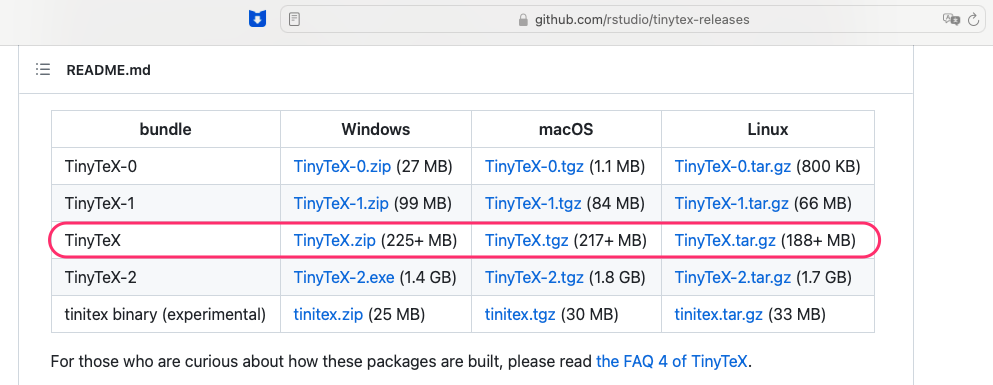 github.com/rstudio/tinytex-releases
README.md
bundle Windows macOS Linux
TinyTeX-0 TinyTeX-0.zip (27 MB) TinyTeX-0.tgz (1.1 MB) TinyTeX-0.tar.gz (800 KB)
TinyTeX-1 TinyTeX-1.zip (99 MB) TinyTeX-1.tgz (84 MB) TinyTeX-1.tar.gz (66 MB)
TinyTeX TinyTeX.zip (225+ MB) TinyTeX.tgz (217+ MB) TinyTeX.tar.gz (188+ MB)
TinyTeX-2 TinyTeX-2.exe (1.4 GB) TinyTeX-2.tgz (1.8 GB) TinyTeX-2.tar.gz (1.7 GB)
tinitex binary (experimental) tinitex.zip (25 MB) tinitex.tgz (30 MB) tinitex.tar.gz (33 MB)
For those who are curious about how these packages are built, please read the FAQ 4 of TinyTeX.